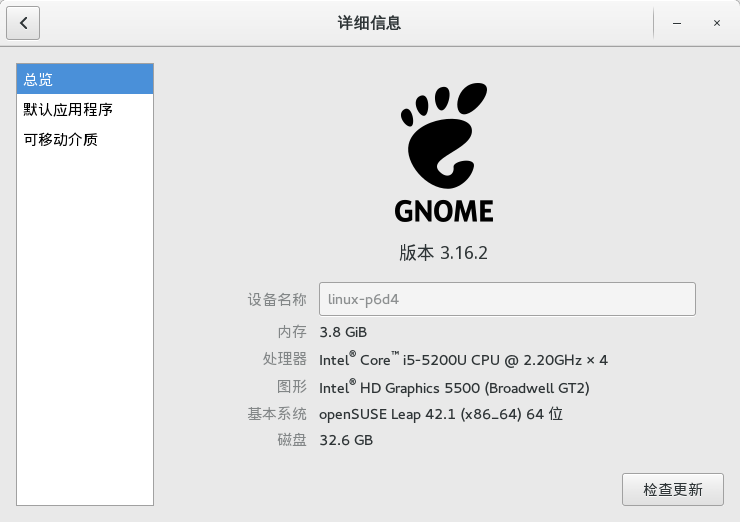 详细信息
总览
默认应用程序
可移动介质
GNOME
版本 3.16.2
设备名称 linux-p6d4
内存 3.8 GiB
处理器 Intel® Core™ i5-5200U CPU @ 2.20GHz × 4
图形 Intel® HD Graphics 5500 (Broadwell GT2)
基本系统 openSUSE Leap 42.1 (x86_64) 64 位
磁盘 32.6 GB
检查更新